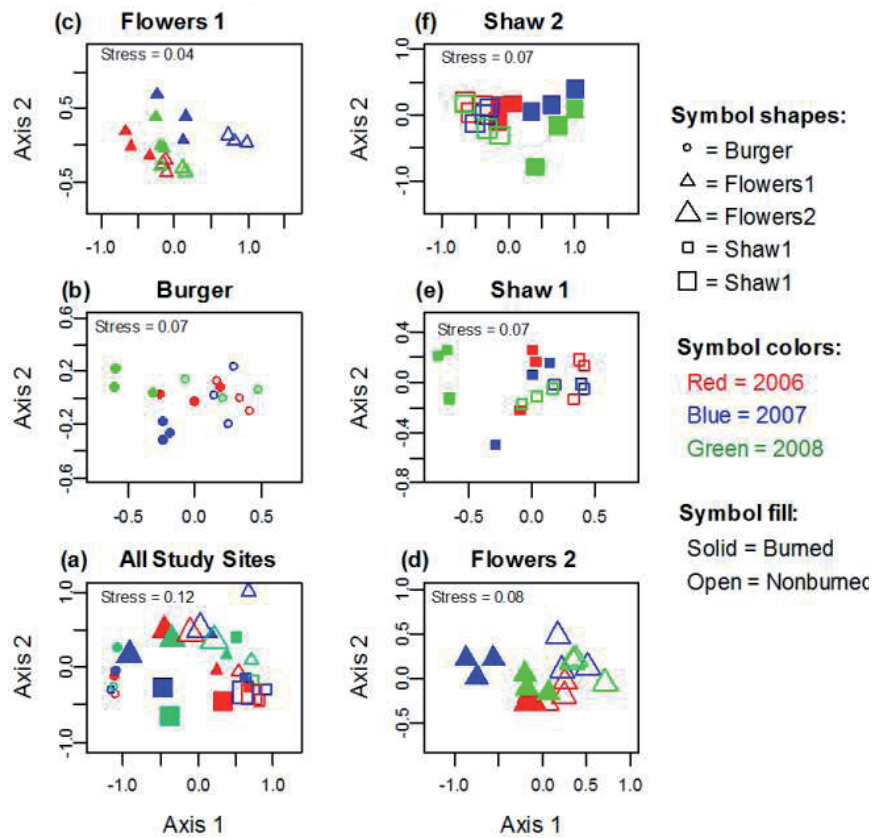 (c) Flowers 1
Stress = 0.04
Axis 2
0.5
-0.5
-1.0 0.0 1.0
(f) Shaw 2
Stress = 0.07
Axis 2
1.0
0.0
-1.0
-1.0 0.0 1.0
(b) Burger
Stress = 0.07
Axis 2
0.6
0.2
-0.2
-0.6
-0.5 0.0 0.5
(e) Shaw 1
Stress = 0.07
Axis 2
0.4
0.0
-0.4
-0.8
-0.5 0.0 0.5
(a) All Study Sites
Stress = 0.12
Axis 2
1.0
0.0
-1.0
-1.0 0.0 1.0
Axis 1
(d) Flowers 2
Stress = 0.08
Axis 2
0.5
-0.5
-1.0 0.0 0.5 1.0
Axis 1
Symbol shapes:
= Burger
= Flowers1
= Flowers2
= Shaw1
= Shaw1
Symbol colors:
Red = 2006
Blue = 2007
Green = 2008
Symbol fill:
Solid = Burned
Open = Nonburned